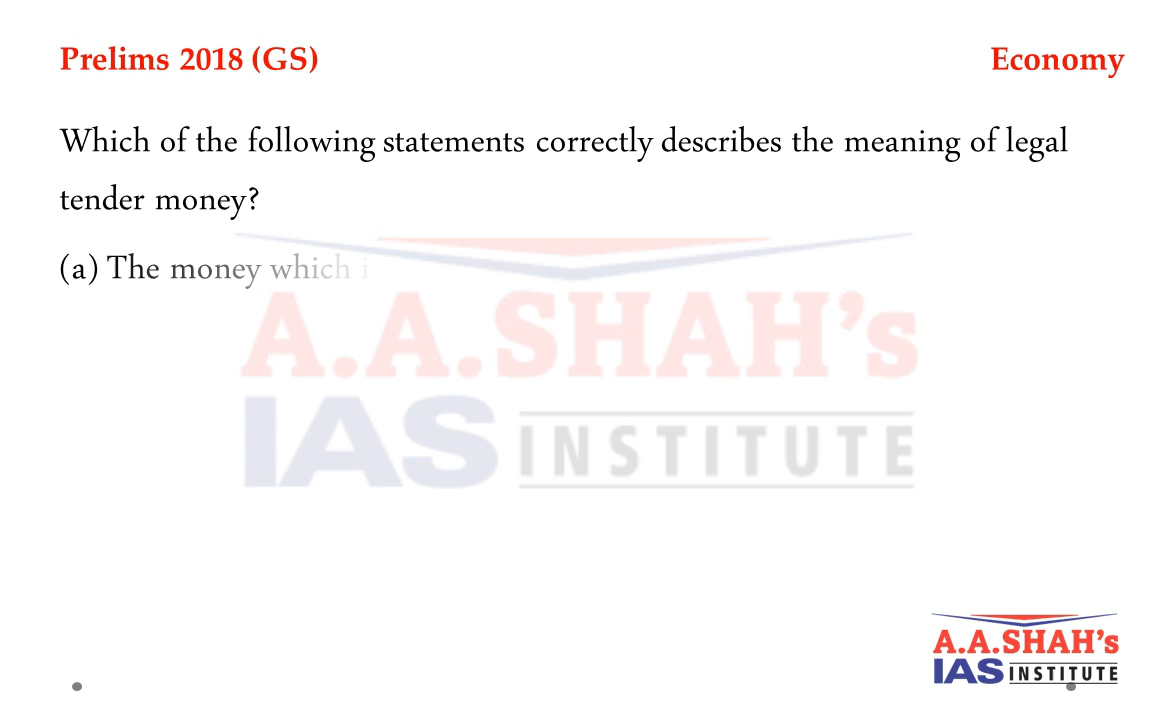 Prelims 2018 (GS)
Economy
Which of the following statements correctly describes the meaning of legal
tender money?
(a) The money which i
A.A.SHAH's
IAS INSTITUTE
A.A.SHAH's
IAS INSTITUTE